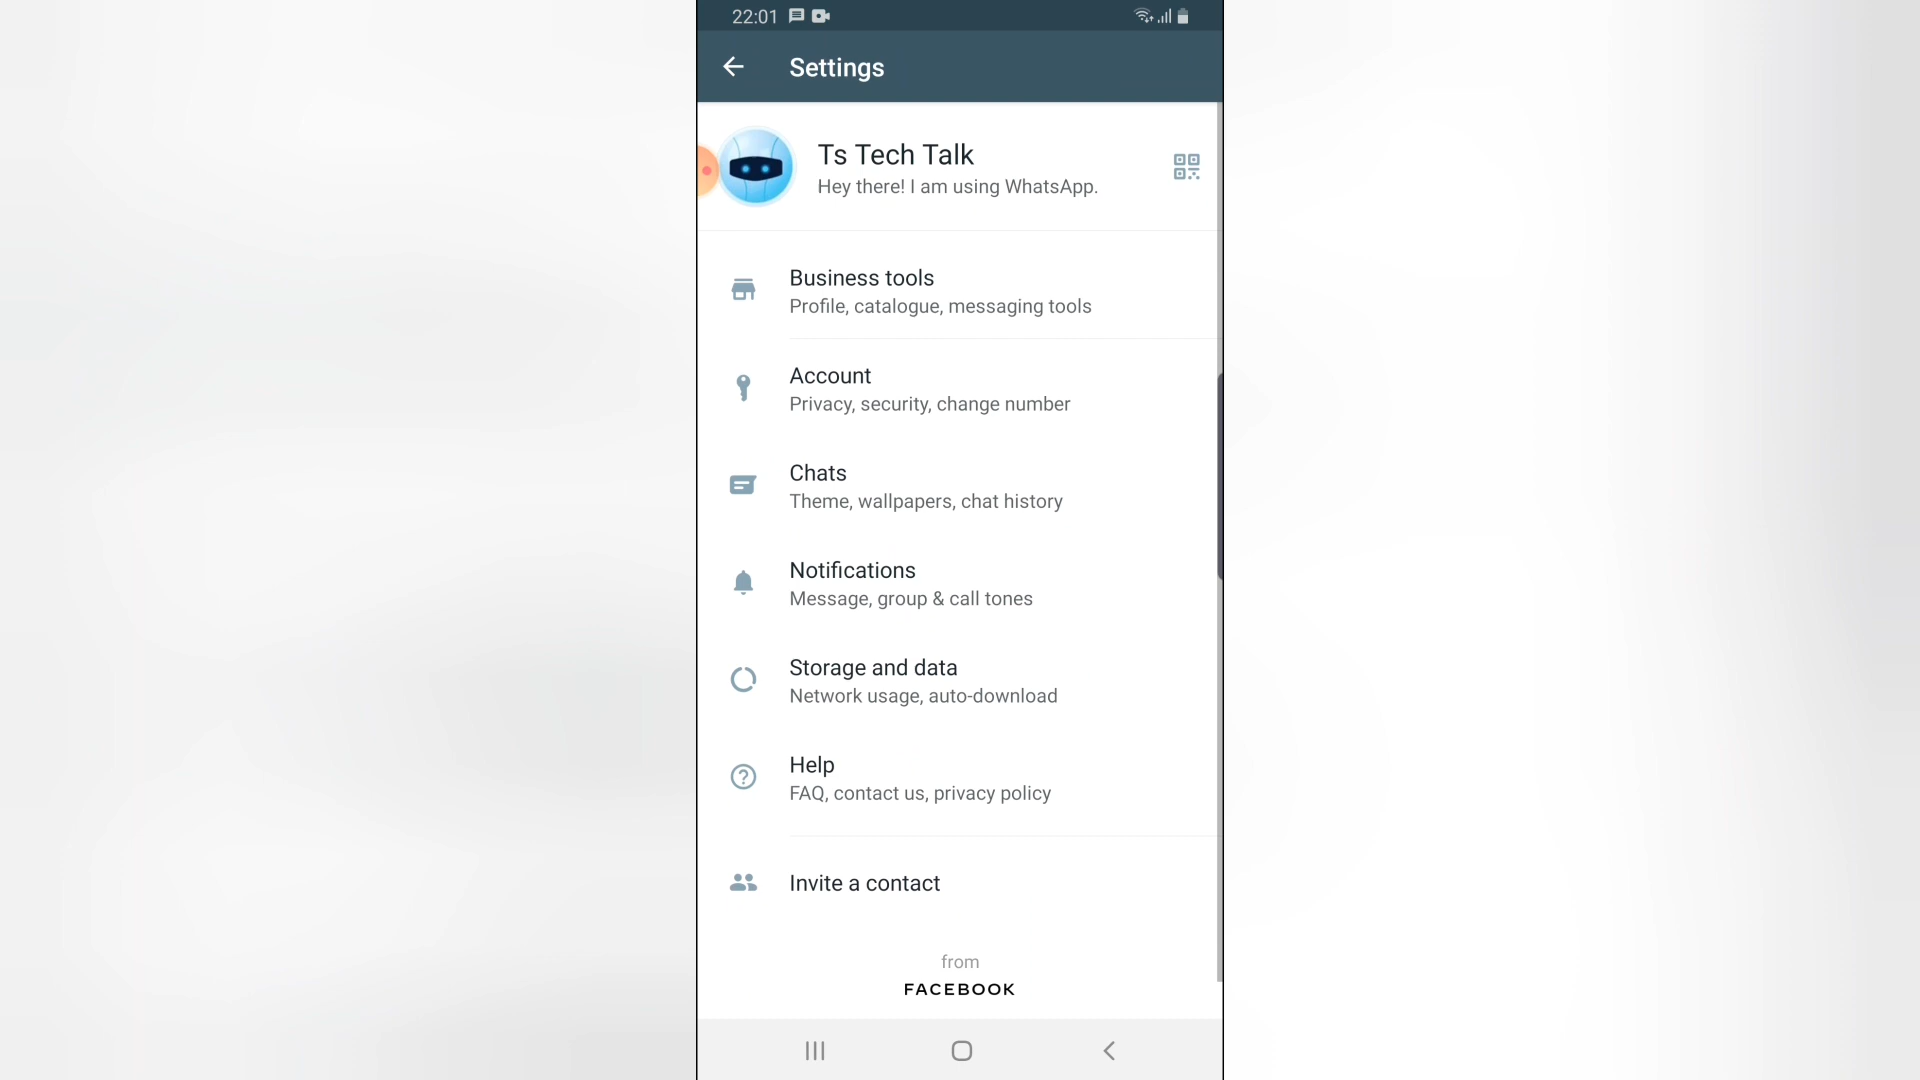 22:01
Settings
Ts Tech Talk
Hey there! I am using WhatsApp.
Business tools
Profile, catalogue, messaging tools
Account
Privacy, security, change number
Chats
Theme, wallpapers, chat history
Notifications
Message, group & call tones
Storage and data
Network usage, auto-download
Help
FAQ, contact us, privacy policy
Invite a contact
from
FACEBOOK